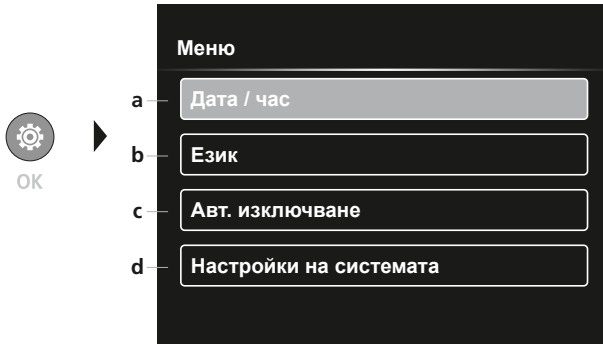 Меню
a
Дата / час
b
Език
OK
c
Авт. изключване
d
Настройки на системата